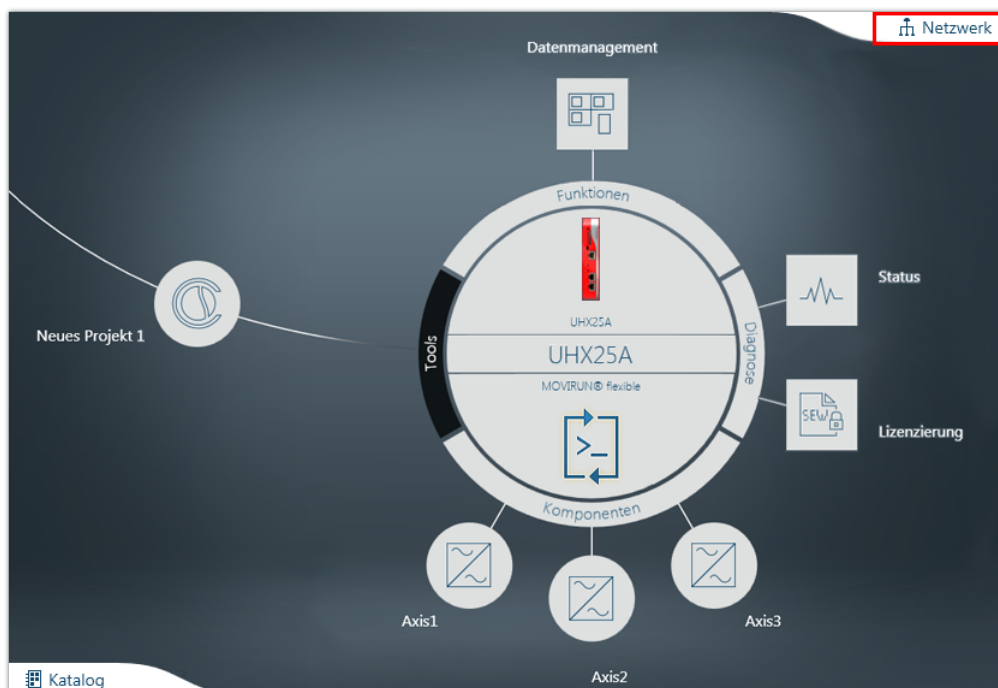 Netzwerk
Datenmanagement
Funktionen
Status
UHX25A
Neues Projekt 1
Tools
UHX25A
Diagnose
MOVIRUN® flexible
SEW
Lizenzierung
>_
Komponenten
Axis1
Axis3
Axis2
Katalog